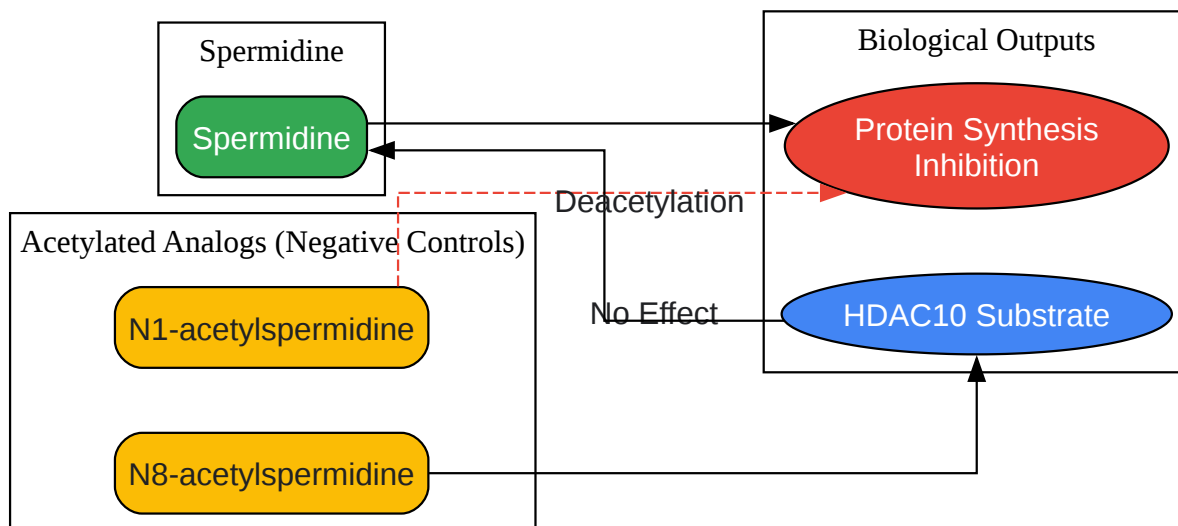 Spermidine
Spermidine
Biological Outputs
Protein Synthesis
Inhibition
Deacetylation
Acetylated Analogs (Negative Controls)
N1-acetylspermidine
No Effect
HDAC10 Substrate
N8-acetylspermidine